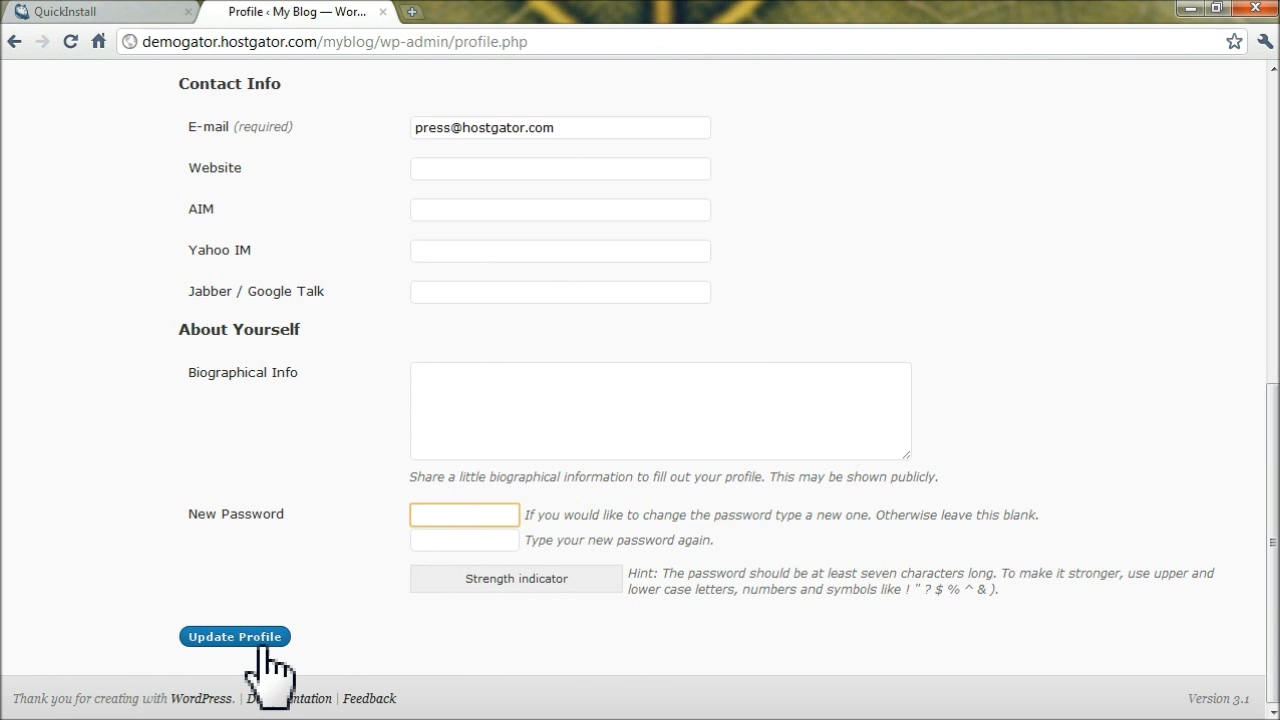 QuickInstall
Profile ‹ My Blog — Wor...
demogator.hostgator.com/myblog/wp-admin/profile.php
Contact Info
E-mail (required)
press@hostgator.com
Website
AIM
Yahoo IM
Jabber / Google Talk
About Yourself
Biographical Info
Share a little biographical information to fill out your profile. This may be shown publicly.
New Password
If you would like to change the password type a new one. Otherwise leave this blank.
Type your new password again.
Strength indicator
Hint: The password should be at least seven characters long. To make it stronger, use upper and
lower case letters, numbers and symbols like ! " ? $ % ^ & ).
Update Profile
Thank you for creating with WordPress. | Documentation | Feedback
Version 3.1